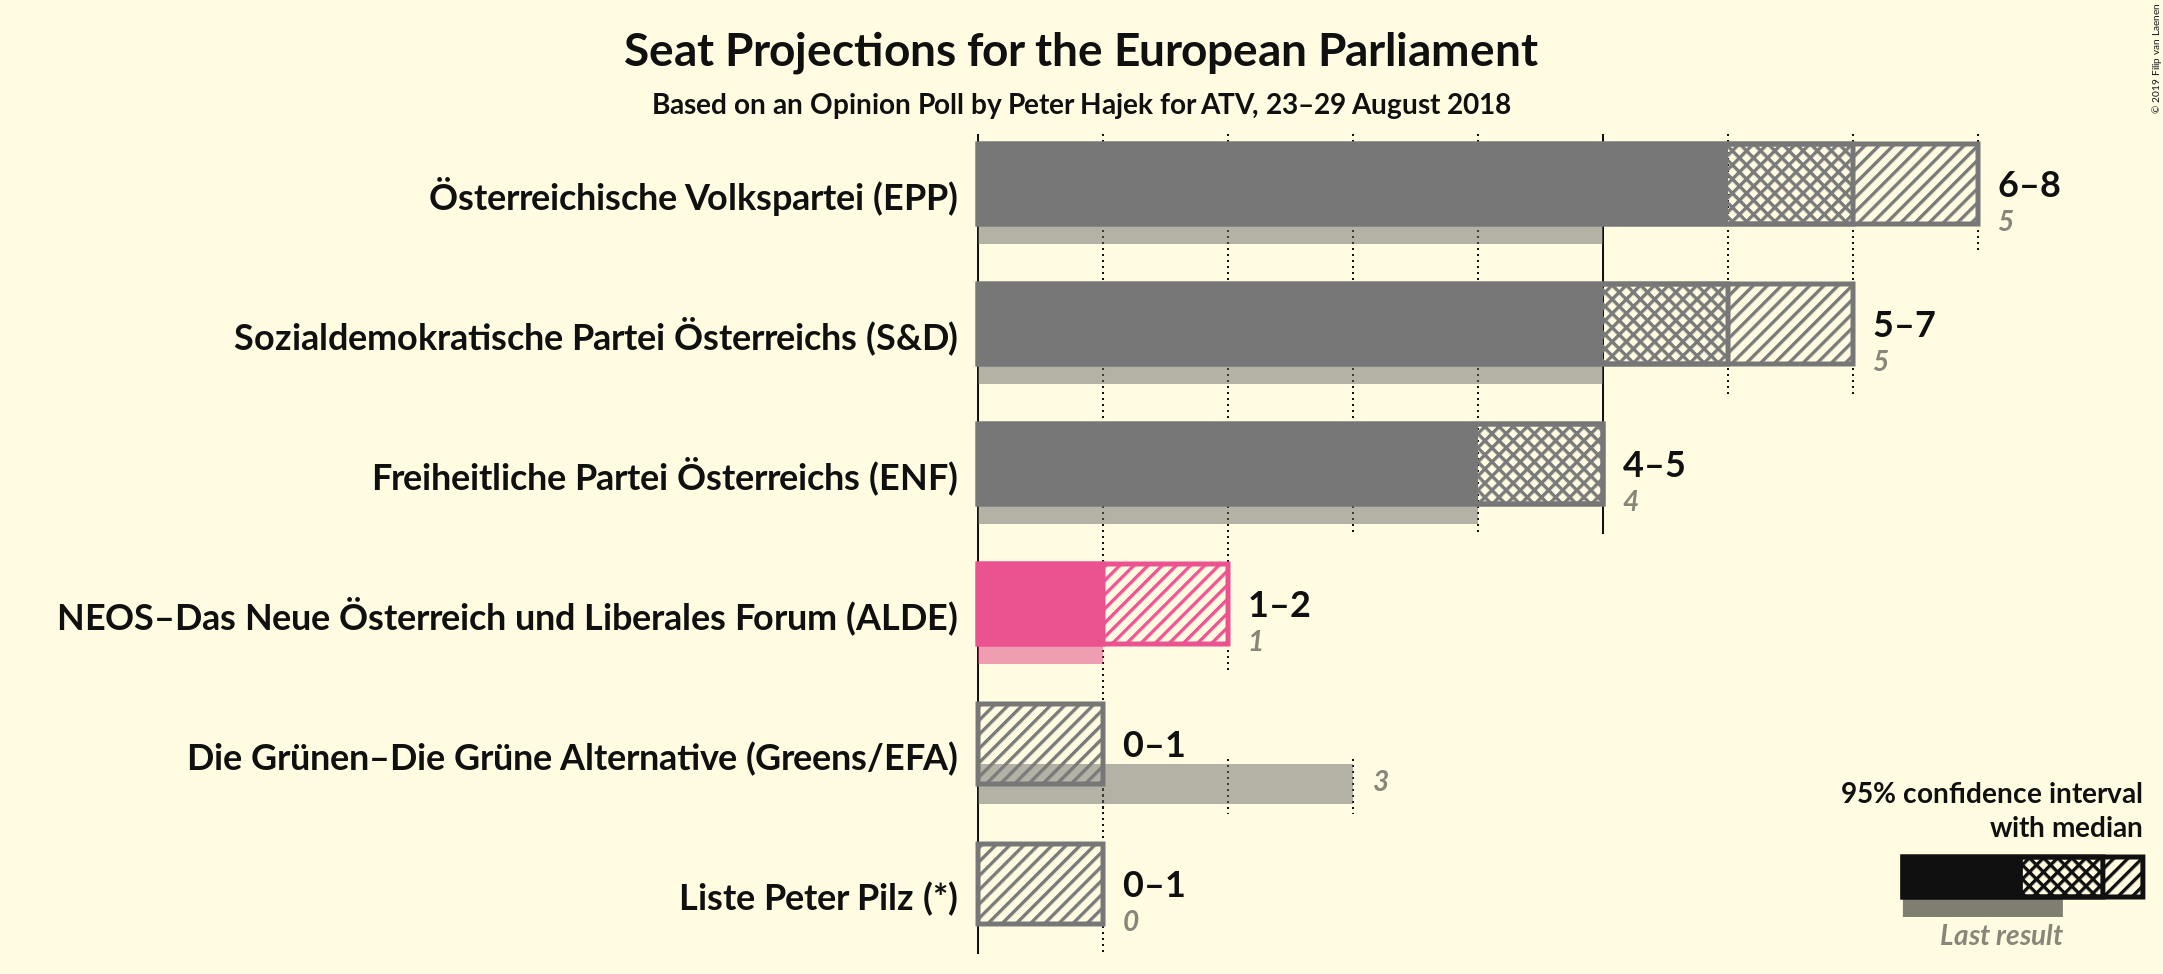 Seat Projections for the European Parliament
Based on an Opinion Poll by Peter Hajek for ATV, 23–29 August 2018
© 2019 Filip van Laenen
Österreichische Volkspartei (EPP)
6–8
5
Sozialdemokratische Partei Österreichs (S&D)
5–7
5
Freiheitliche Partei Österreichs (ENF)
4–5
4
NEOS–Das Neue Österreich und Liberales Forum (ALDE)
1–2
1
Die Grünen–Die Grüne Alternative (Greens/EFA)
0–1
3
Liste Peter Pilz (*)
0–1
0
95% confidence interval
with median
Last result